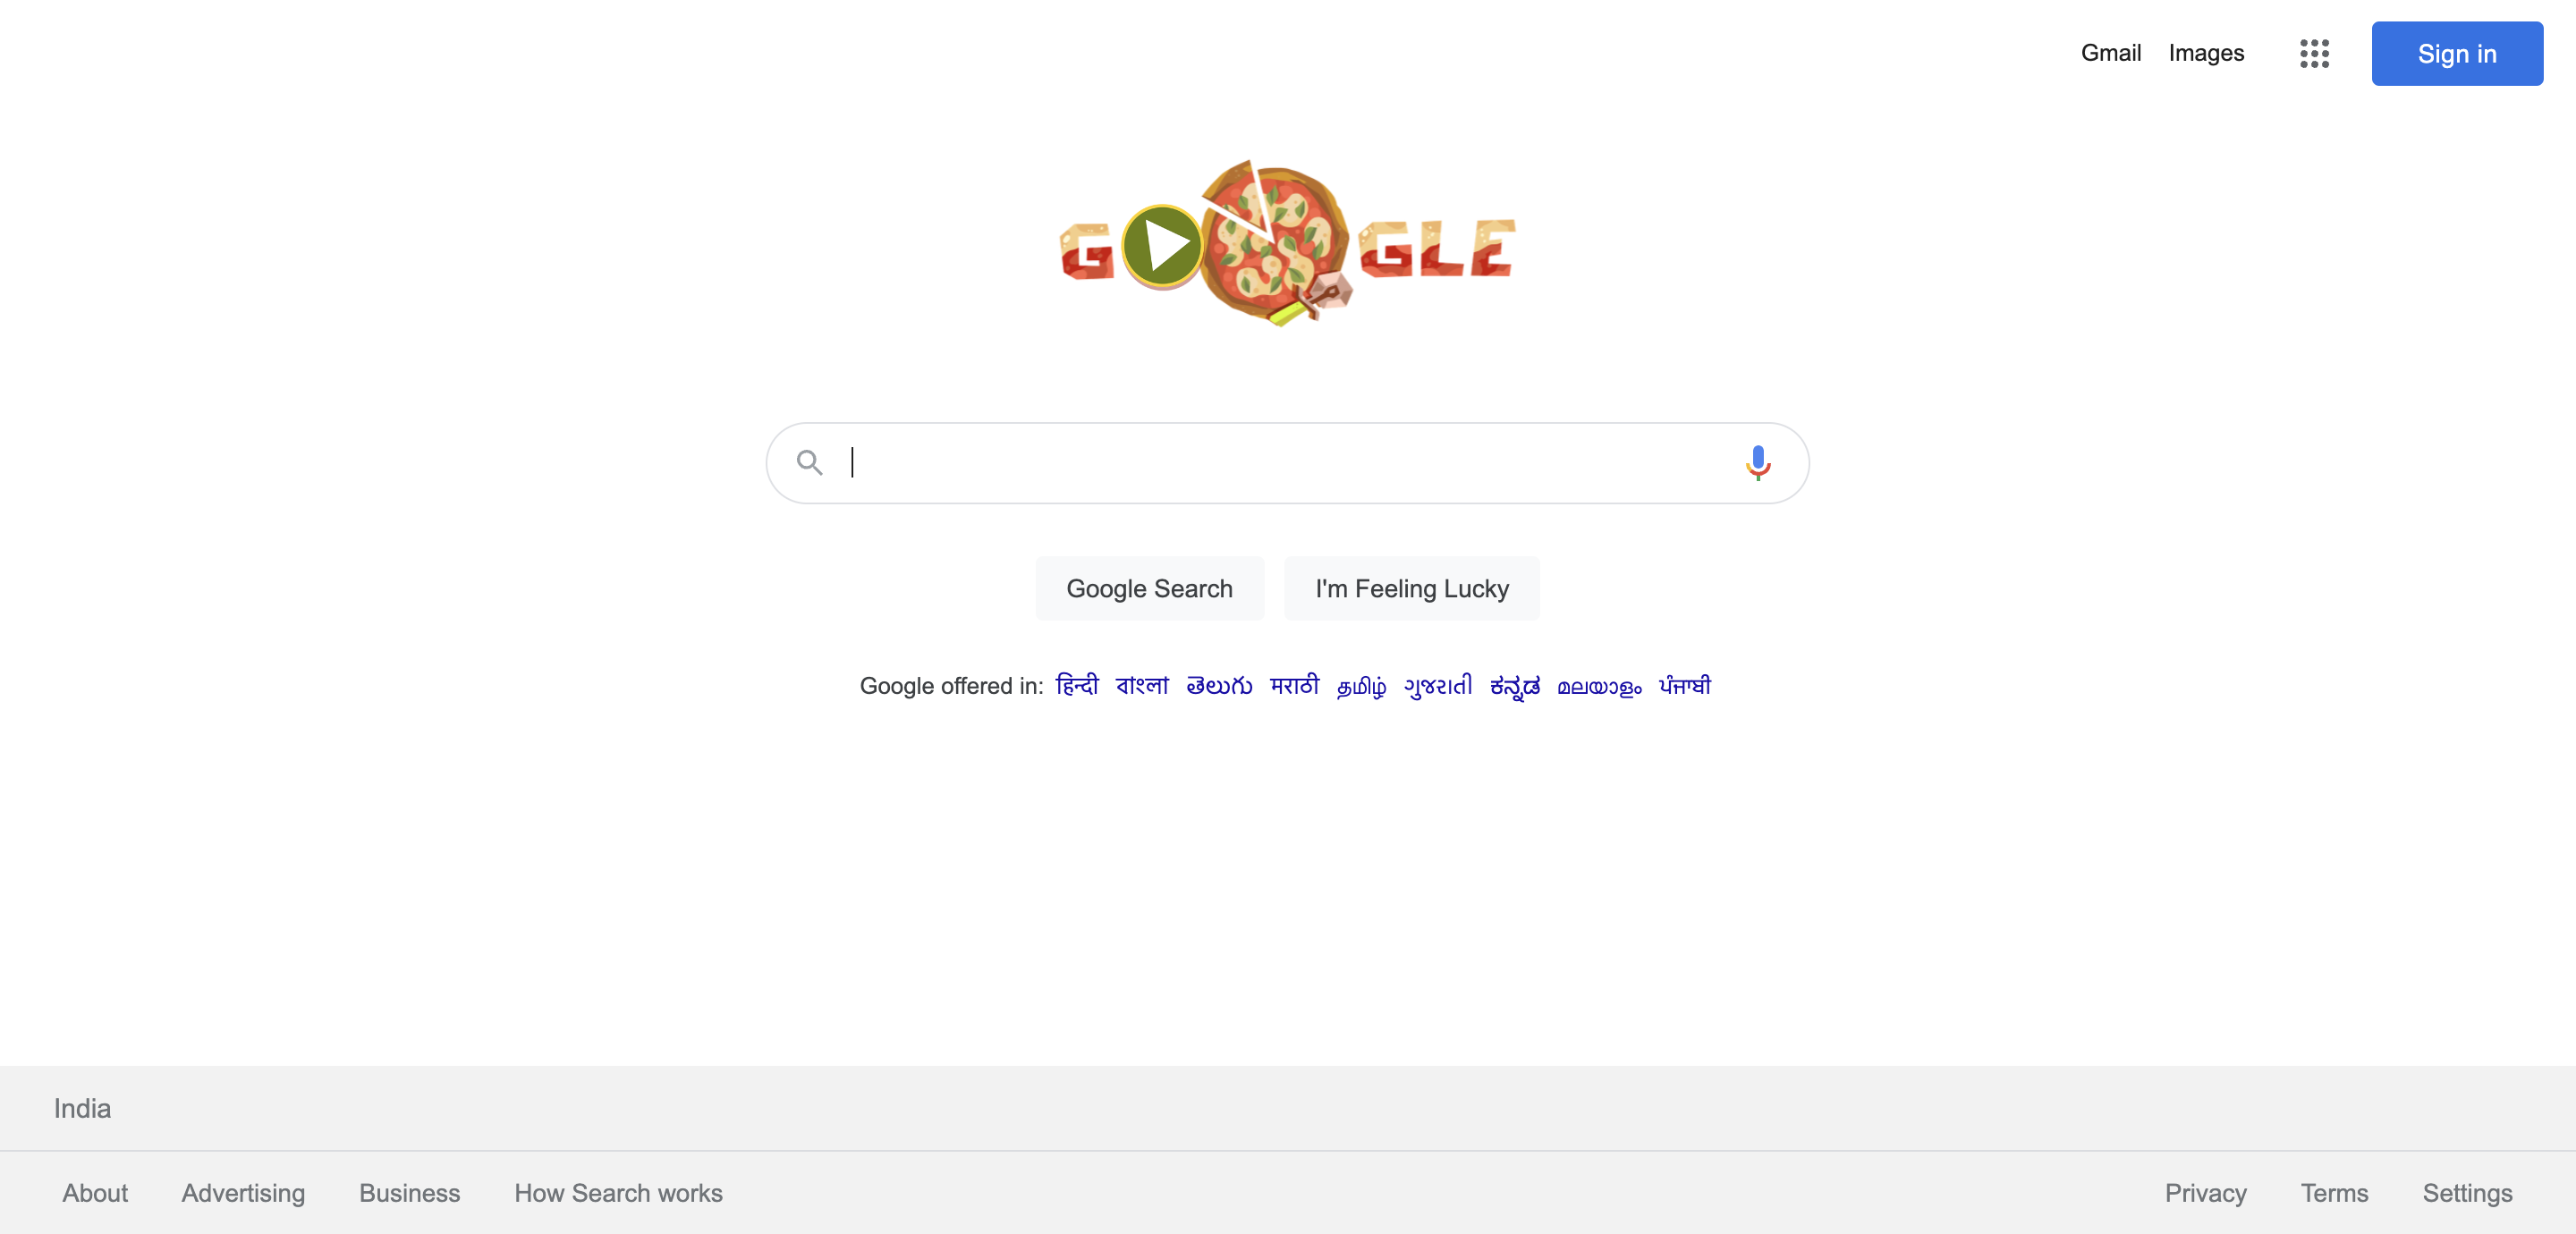 Gmail Images Sign in
GOOGLE
Google Search I'm Feeling Lucky
Google offered in: हिन्दी বাংলা తెలుగు मराठी தமிழ் ગુજરાતી ಕನ್ನಡ മലയാളം ਪੰਜਾਬੀ
India
About Advertising Business How Search works Privacy Terms Settings